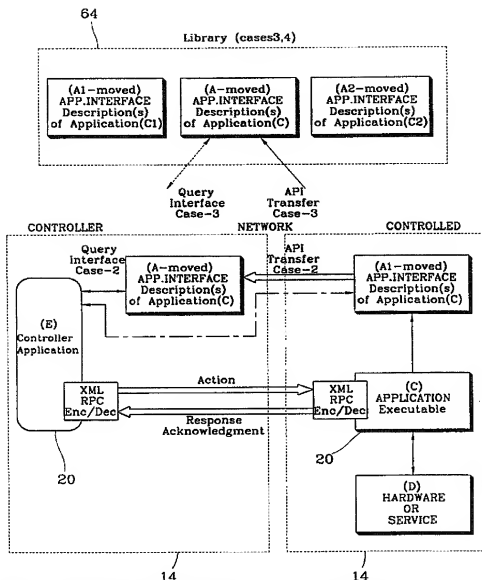 64
Library (cases3,4)
(A1-moved)
APP.INTERFACE
Description(s)
of Application(C1)
(A-moved)
APP.INTERFACE
Description(s)
of Application(C)
(A2-moved)
APP.INTERFACE
Description(s)
of Application(C2)
Query
Interface
Case-3
API
Transfer
Case-3
CONTROLLER
NETWORK
CONTROLLED
Query
Interface
Case-2
(A-moved)
APP.INTERFACE
Description(s)
of Application(C)
API
Transfer
Case-2
(A1-moved)
APP.INTERFACE
Description(s)
of Application(C)
(E)
Controller
Application
XML
RPC
Enc/Dec
Action
Response
Acknowledgment
XML
RPC
Enc/Dec
(C)
APPLICATION
Executable
20
20
(D)
HARDWARE
OR
SERVICE
14
14